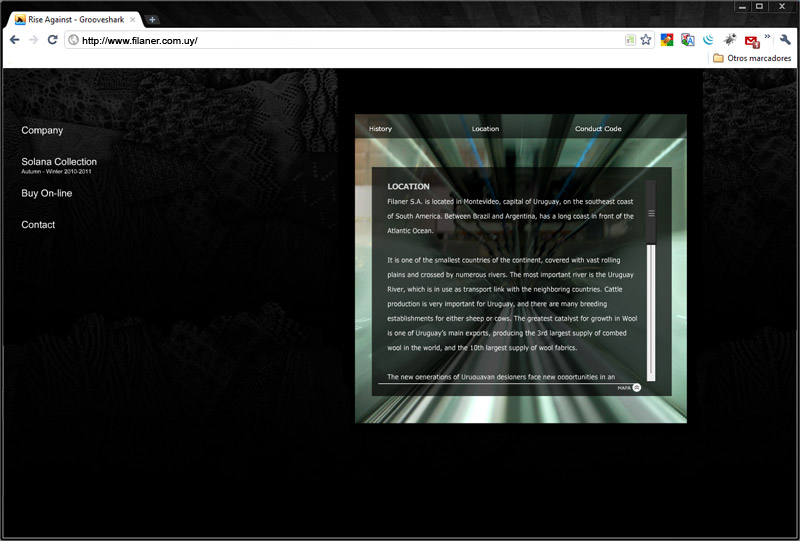 Rise Against - Grooveshark
http://www.filaner.com.uy/
Otros marcadores
Company
Solana Collection
Autumn - Winter 2010-2011
Buy On-line
Contact
History
Location
Conduct Code
LOCATION
Filaner S.A. is located in Montevideo, capital of Uruguay, on the southeast coast
of South America. Between Brazil and Argentina, has a long coast in front of the
Atlantic Ocean.
It is one of the smallest countries of the continent, covered with vast rolling
plains and crossed by numerous rivers. The most important river is the Uruguay
River, which is in use as transport link with the neighboring countries. Cattle
production is very important for Uruguay, and there are many breeding
establishments for either sheep or cows. The greatest catalyst for growth in Wool
is one of Uruguay's main exports, producing the 3rd largest supply of combed
wool in the world, and the 10th largest supply of wool fabrics.
The new generations of Uruguayan designers face new opportunities in an
MAPA